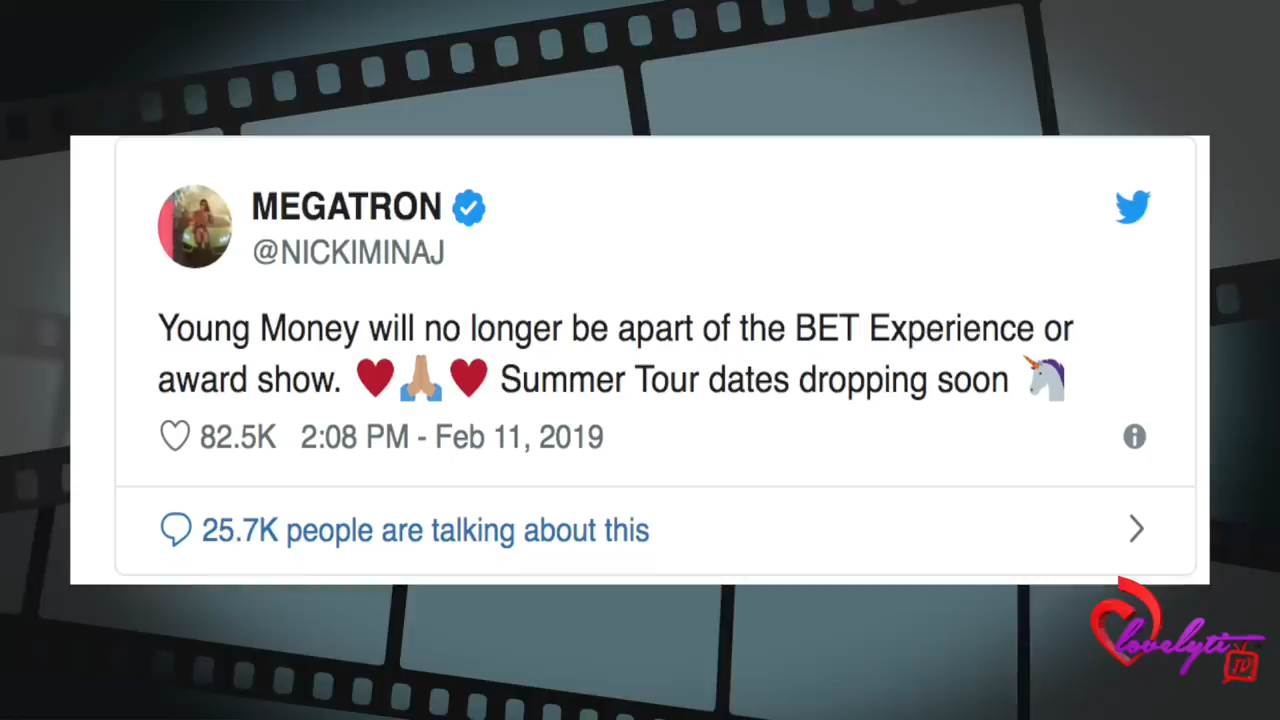 MEGATRON
@NICKIMINAJ
Young Money will no longer be apart of the BET Experience or
award show. ♥️🙏🏽♥️ Summer Tour dates dropping soon 🦄
82.5K 2:08 PM - Feb 11, 2019
25.7K people are talking about this
lovelyti
TV